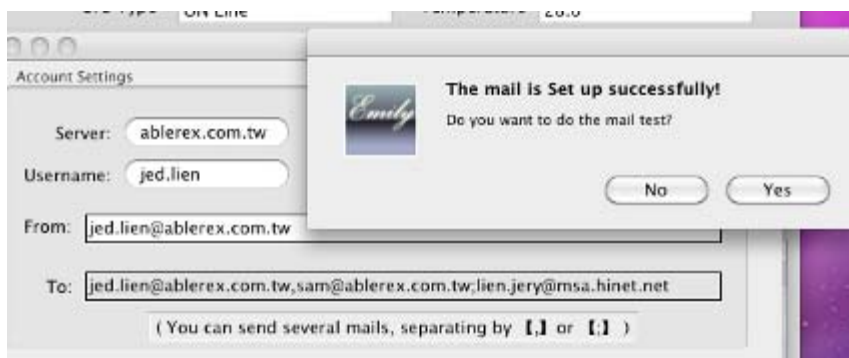 ON Line
Account Settings
The mail is Set up successfully!
Emily
Do you want to do the mail test?
Server: ablerex.com.tw
Username: jed.lien
No Yes
From: jed.lien@ablerex.com.tw
To: jed.lien@ablerex.com.tw,sam@ablerex.com.tw;lien.jery@msa.hinet.net
(You can send several mails, separating by 【,】 or 【;】 )